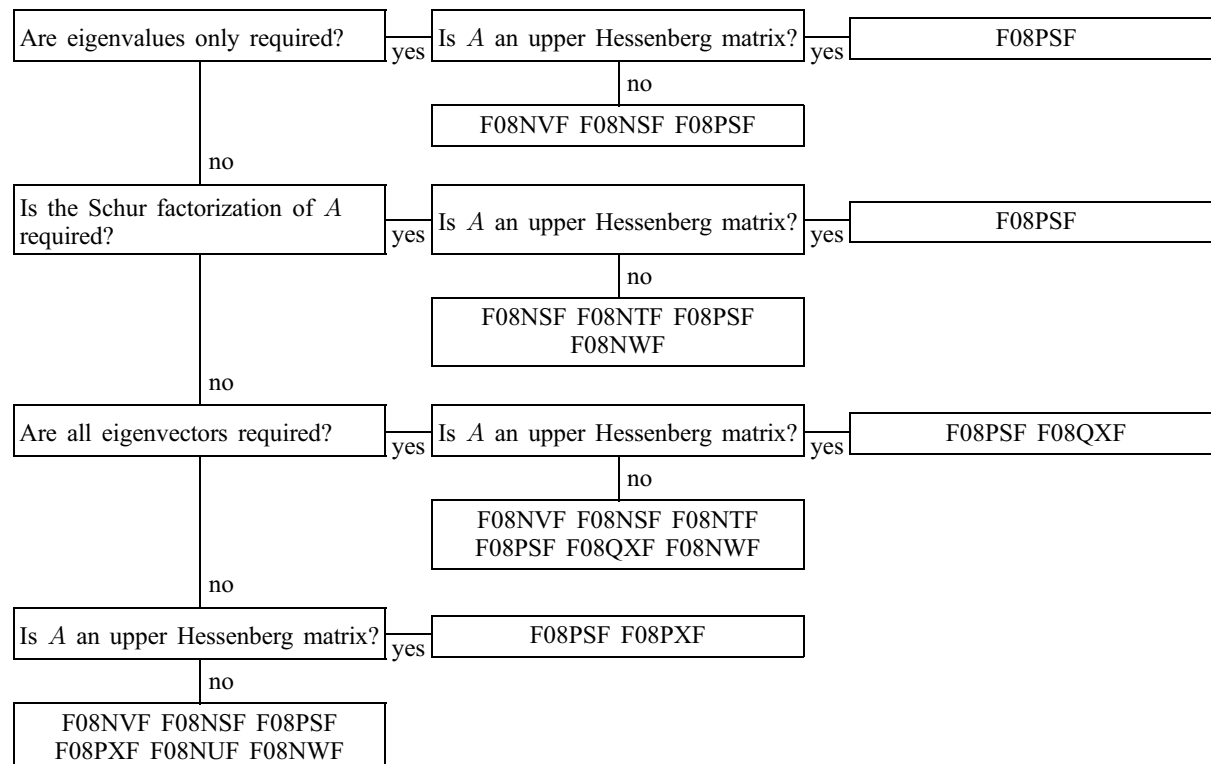 Are eigenvalues only required?
yes
Is A an upper Hessenberg matrix?
yes
F08PSF
no
F08NVF F08NSF F08PSF
no
Is the Schur factorization of A
required?
yes
Is A an upper Hessenberg matrix?
yes
F08PSF
no
F08NSF F08NTF F08PSF
F08NWF
no
Are all eigenvectors required?
yes
Is A an upper Hessenberg matrix?
yes
F08PSF F08QXF
no
F08NVF F08NSF F08NTF
F08PSF F08QXF F08NWF
no
Is A an upper Hessenberg matrix?
yes
F08PSF F08PXF
no
F08NVF F08NSF F08PSF
F08PXF F08NUF F08NWF